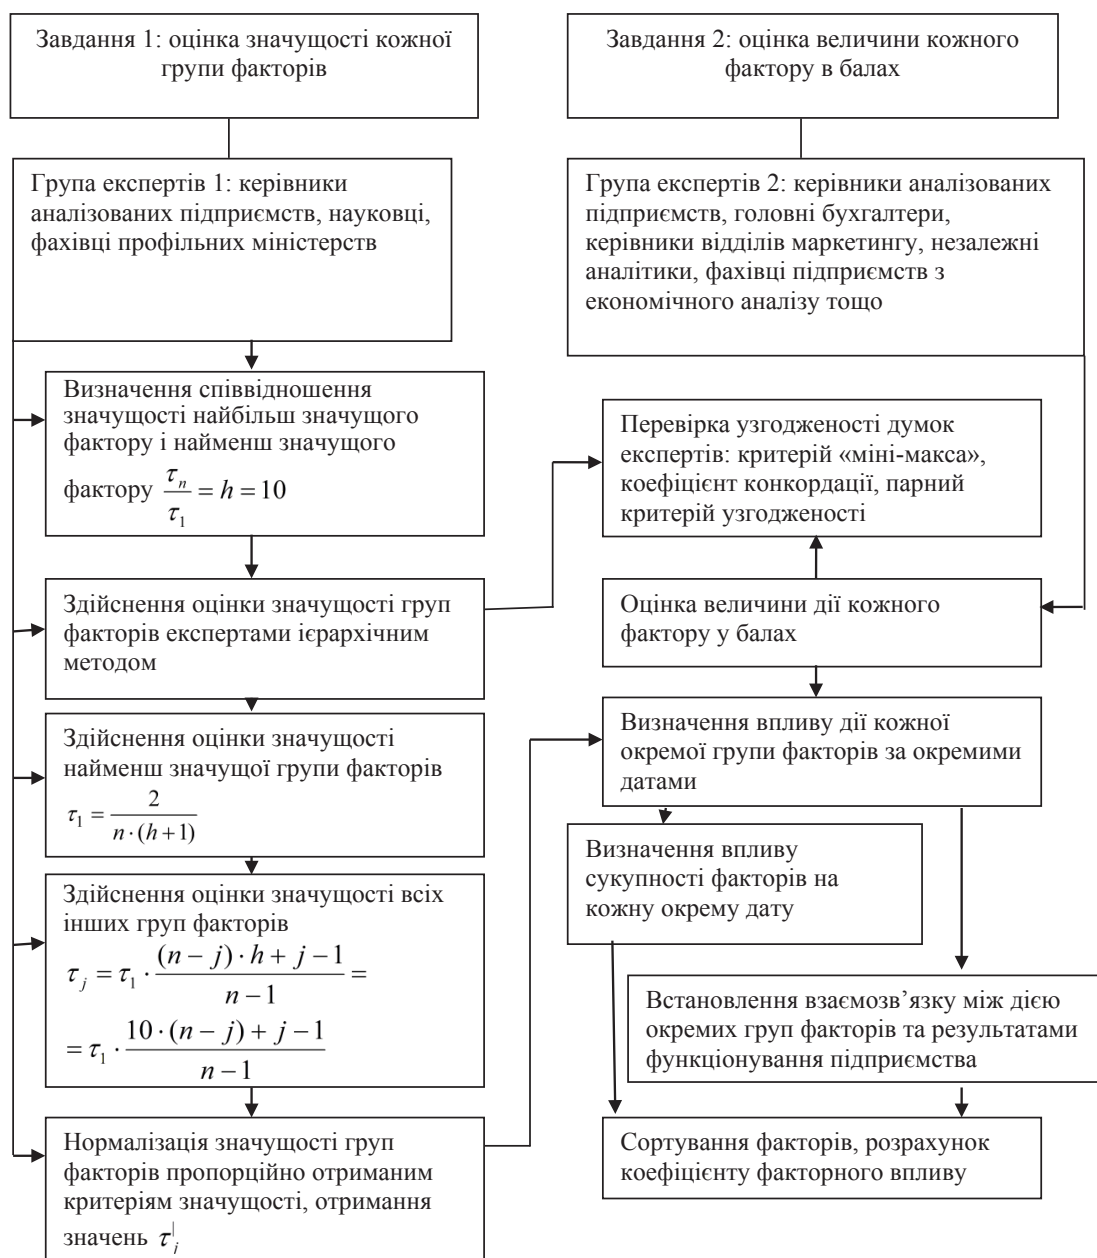 Завдання 1: оцінка значущості кожної
групи факторів
Завдання 2: оцінка величини кожного
фактору в балах
Група експертів 1: керівники
аналізованих підприємств, науковці,
фахівці профільних міністерств
Група експертів 2: керівники аналізованих
підприємств, головні бухгалтери,
керівники відділів маркетингу, незалежні
аналітики, фахівці підприємств з
економічного аналізу тощо
Визначення співвідношення
значущості найбільш значущого
фактору і найменш значущого
фактору τ_n/τ_1 = h = 10
Перевірка узгодженості думок
експертів: критерій «міні-макса»,
коефіцієнт конкордації, парний
критерій узгодженості
Здійснення оцінки значущості груп
факторів експертами ієрархічним
методом
Оцінка величини дії кожного
фактору у балах
Здійснення оцінки значущості
найменш значущої групи факторів
τ_1 = 2/(n·(h+1))
Визначення впливу дії кожної
окремої групи факторів за окремими
датами
Визначення впливу
сукупності факторів на
кожну окрему дату
Здійснення оцінки значущості всіх
інших груп факторів
τ_j = τ_1 · ((n−j)·h+j−1)/(n−1) =
= τ_1 · (10·(n−j)+j−1)/(n−1)
Встановлення взаємозв’язку між дією
окремих груп факторів та результатами
функціонування підприємства
Нормалізація значущості груп
факторів пропорційно отриманим
критеріям значущості, отримання
значень τ_j^|
Сортування факторів, розрахунок
коефіцієнту факторного впливу